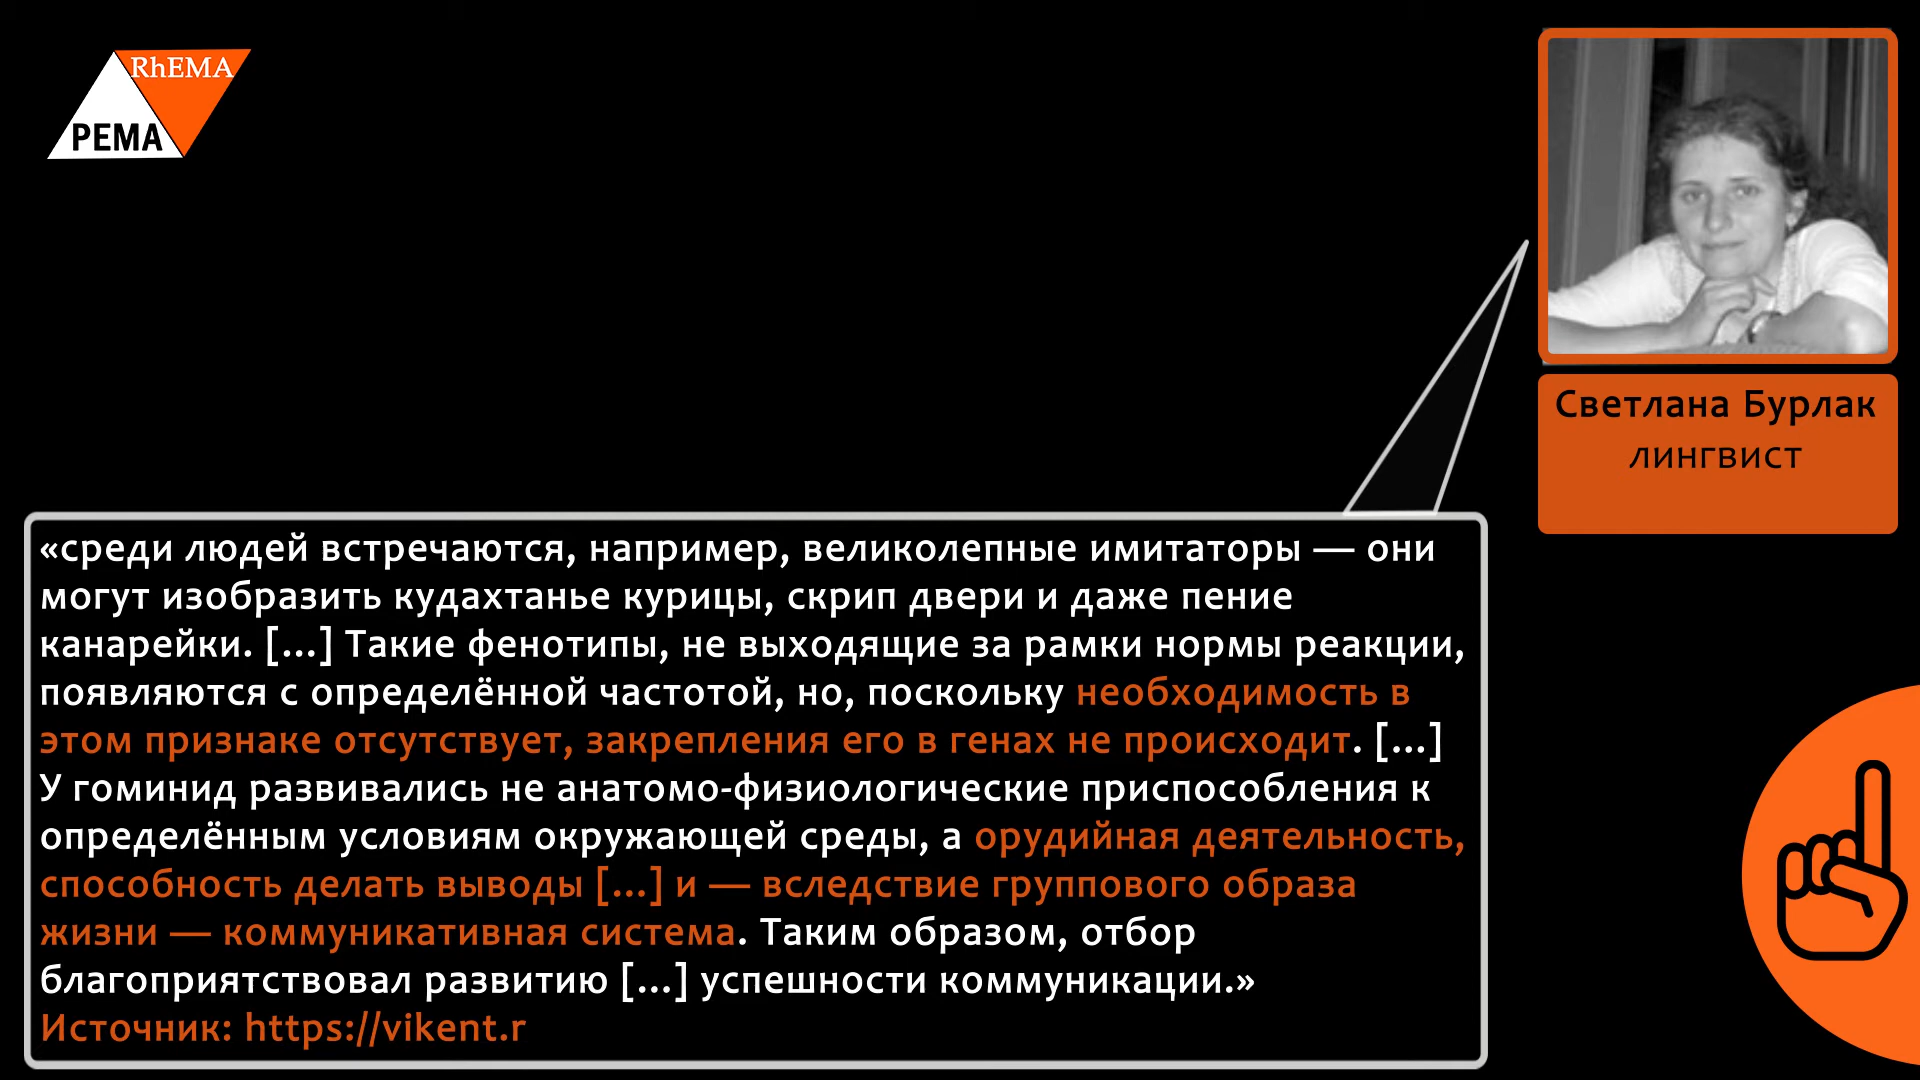 RhEMA
РЕМА
Светлана Бурлак
лингвист
«среди людей встречаются, например, великолепные имитаторы — они
могут изобразить кудахтанье курицы, скрип двери и даже пение
канарейки. [...] Такие фенотипы, не выходящие за рамки нормы реакции,
появляются с определённой частотой, но, поскольку необходимость в
этом признаке отсутствует, закрепления его в генах не происходит. [...]
У гоминид развивались не анатомо-физиологические приспособления к
определённым условиям окружающей среды, а орудийная деятельность,
способность делать выводы [...] и — вследствие группового образа
жизни — коммуникативная система. Таким образом, отбор
благоприятствовал развитию [...] успешности коммуникации.»
Источник: https://vikent.r